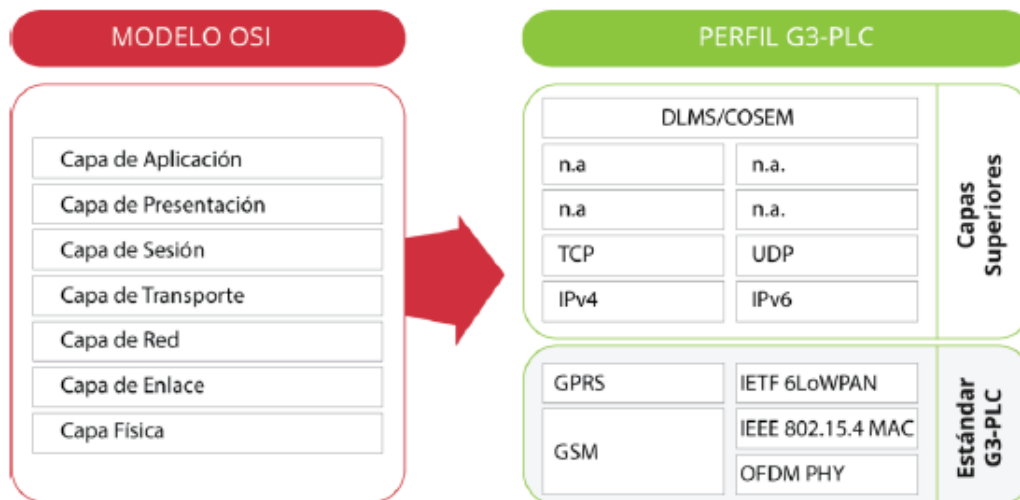 MODELO OSI
Capa de Aplicación
Capa de Presentación
Capa de Sesión
Capa de Transporte
Capa de Red
Capa de Enlace
Capa Física
PERFIL G3-PLC
DLMS/COSEM
n.a n.a.
n.a n.a.
TCP UDP
IPv4 IPv6
Capas
Superiores
GPRS IETF 6LoWPAN
GSM IEEE 802.15.4 MAC
OFDM PHY
Estándar
G3-PLC